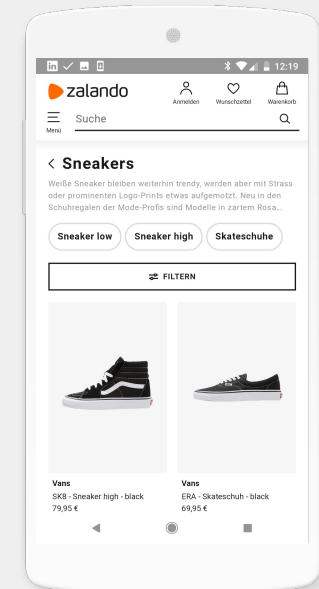 12:19
zalando
Anmelden
Wunschzettel
Warenkorb
Menü
Suche
Sneakers
Weiße Sneaker bleiben weiterhin trendy, werden aber mit Strass
oder prominenten Logo-Prints etwas aufgemotzt. Neu in den
Schuhregalen der Mode-Profis sind Modelle in zartem Rosa...
Sneaker low
Sneaker high
Skateschuhe
FILTERN
Vans
SK8 - Sneaker high - black
79,95 €
Vans
ERA - Skateschuh - black
69,95 €